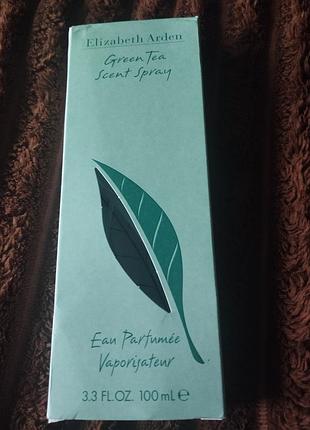 Elizabeth Arden
Green Tea
Scent Spray
Eau Parfumée
Vaporisateur
3.3 FL.OZ. 100 mL ℮